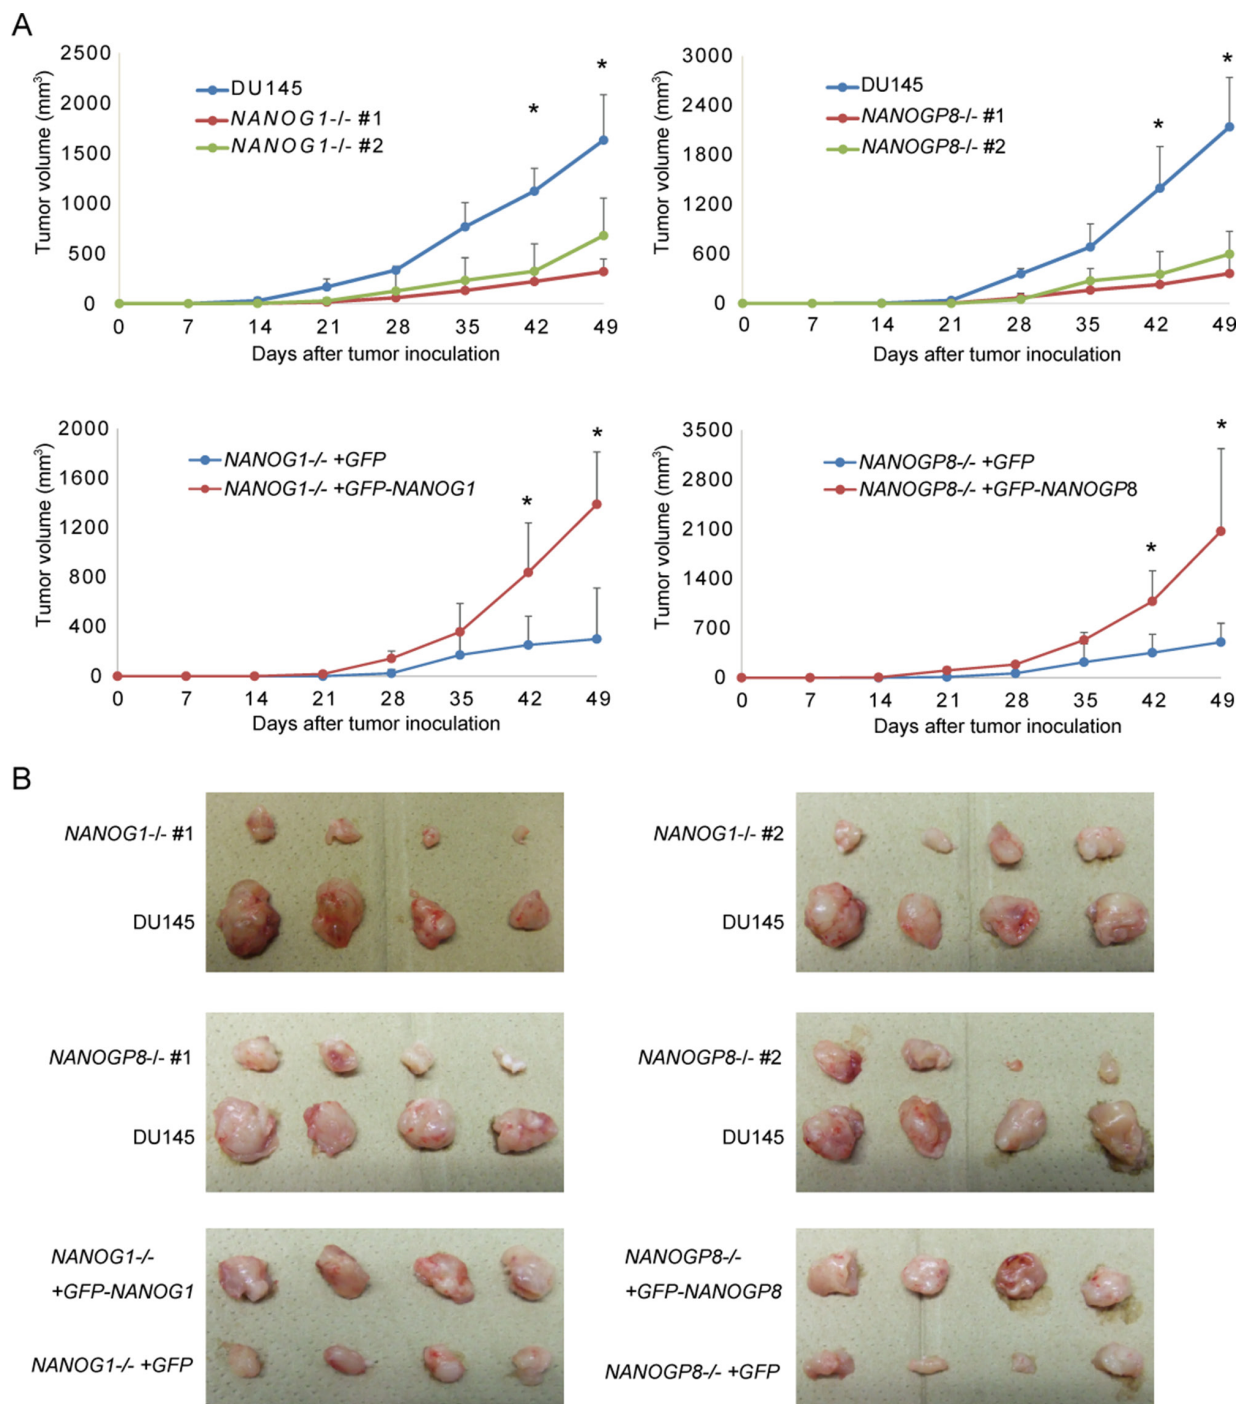 A
Tumor volume (mm³)
2500
2000
1500
1000
500
0
DU145
NANOG1-/- #1
NANOG1-/- #2
*
*
0 7 14 21 28 35 42 49
Days after tumor inoculation
Tumor volume (mm³)
3000
2400
1800
1200
600
0
DU145
NANOGP8-/- #1
NANOGP8-/- #2
*
*
0 7 14 21 28 35 42 49
Days after tumor inoculation
Tumor volume (mm³)
2000
1600
1200
800
400
0
NANOG1-/- +GFP
NANOG1-/- +GFP-NANOG1
*
*
0 7 14 21 28 35 42 49
Days after tumor inoculation
Tumor volume (mm³)
3500
2800
2100
1400
700
0
NANOGP8-/- +GFP
NANOGP8-/- +GFP-NANOGP8
*
*
0 7 14 21 28 35 42 49
Days after tumor inoculation
B
NANOG1-/- #1
DU145
NANOG1-/- #2
DU145
NANOGP8-/- #1
DU145
NANOGP8-/- #2
DU145
NANOG1-/-
+GFP-NANOG1
NANOG1-/- +GFP
NANOGP8-/-
+GFP-NANOGP8
NANOGP8-/- +GFP